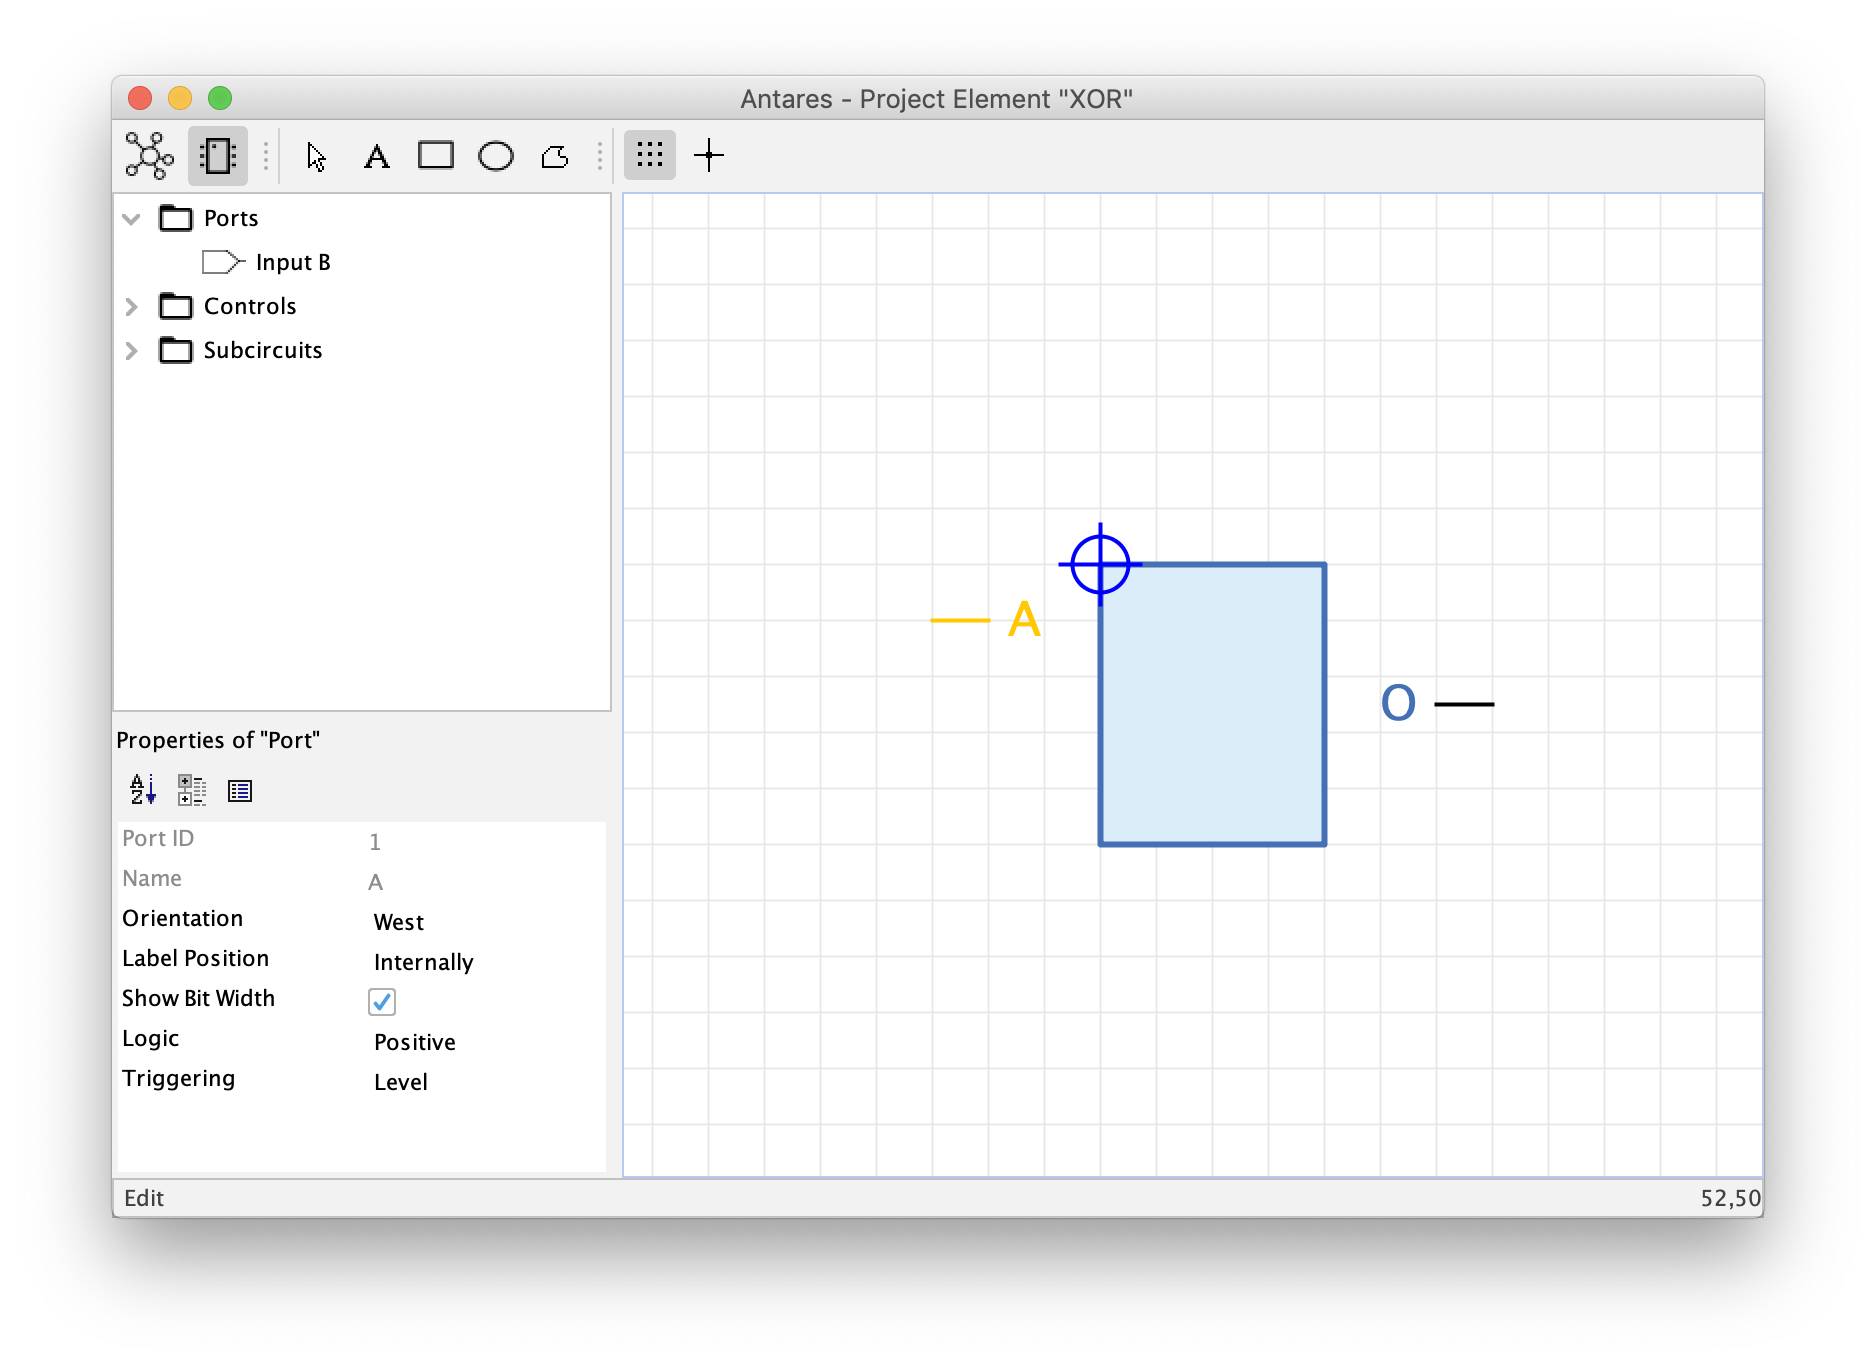 Antares - Project Element "XOR"
A
Ports
Input B
Controls
Subcircuits
A
O
Properties of "Port"
A
Z
Port ID 1
Name A
Orientation West
Label Position Internally
Show Bit Width
Logic Positive
Triggering Level
Edit 52,50